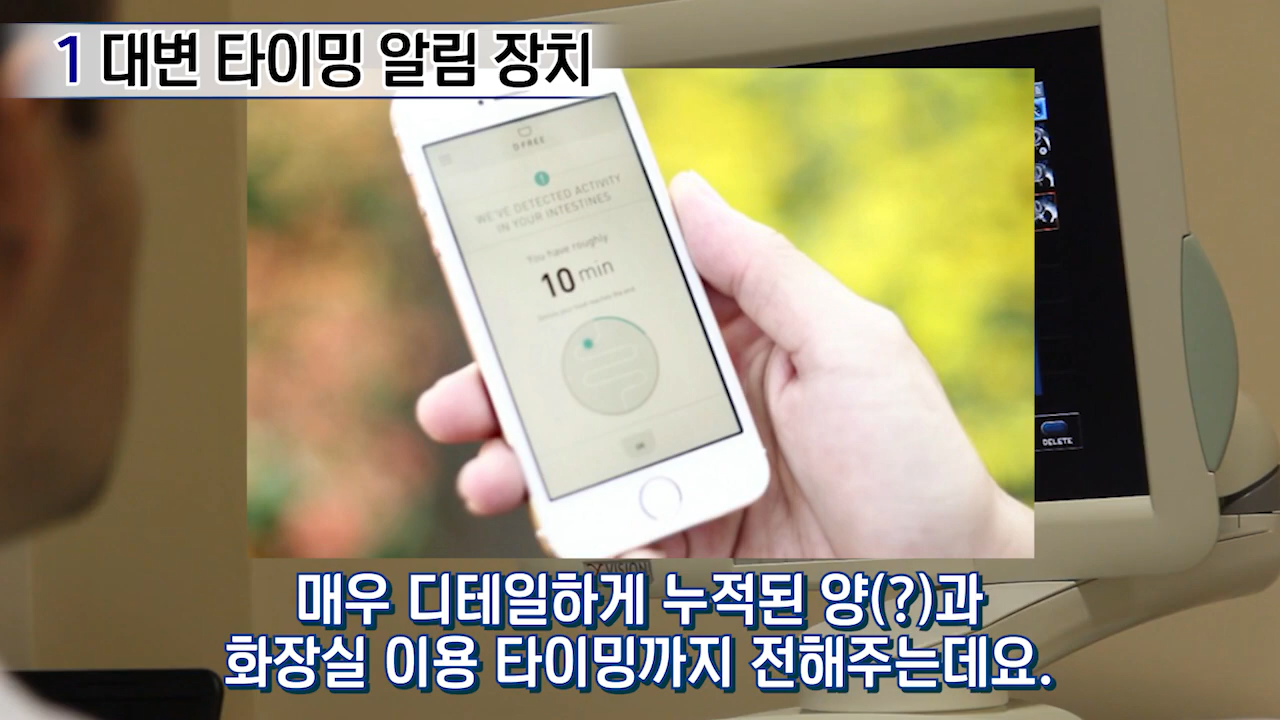 1 대변 타이밍 알림 장치
D FREE
WE'VE DETECTED ACTIVITY
IN YOUR INTESTINES
You have roughly
10 min
DELETE
VISION
매우 디테일하게 누적된 양(?)과
화장실 이용 타이밍까지 전해주는데요.